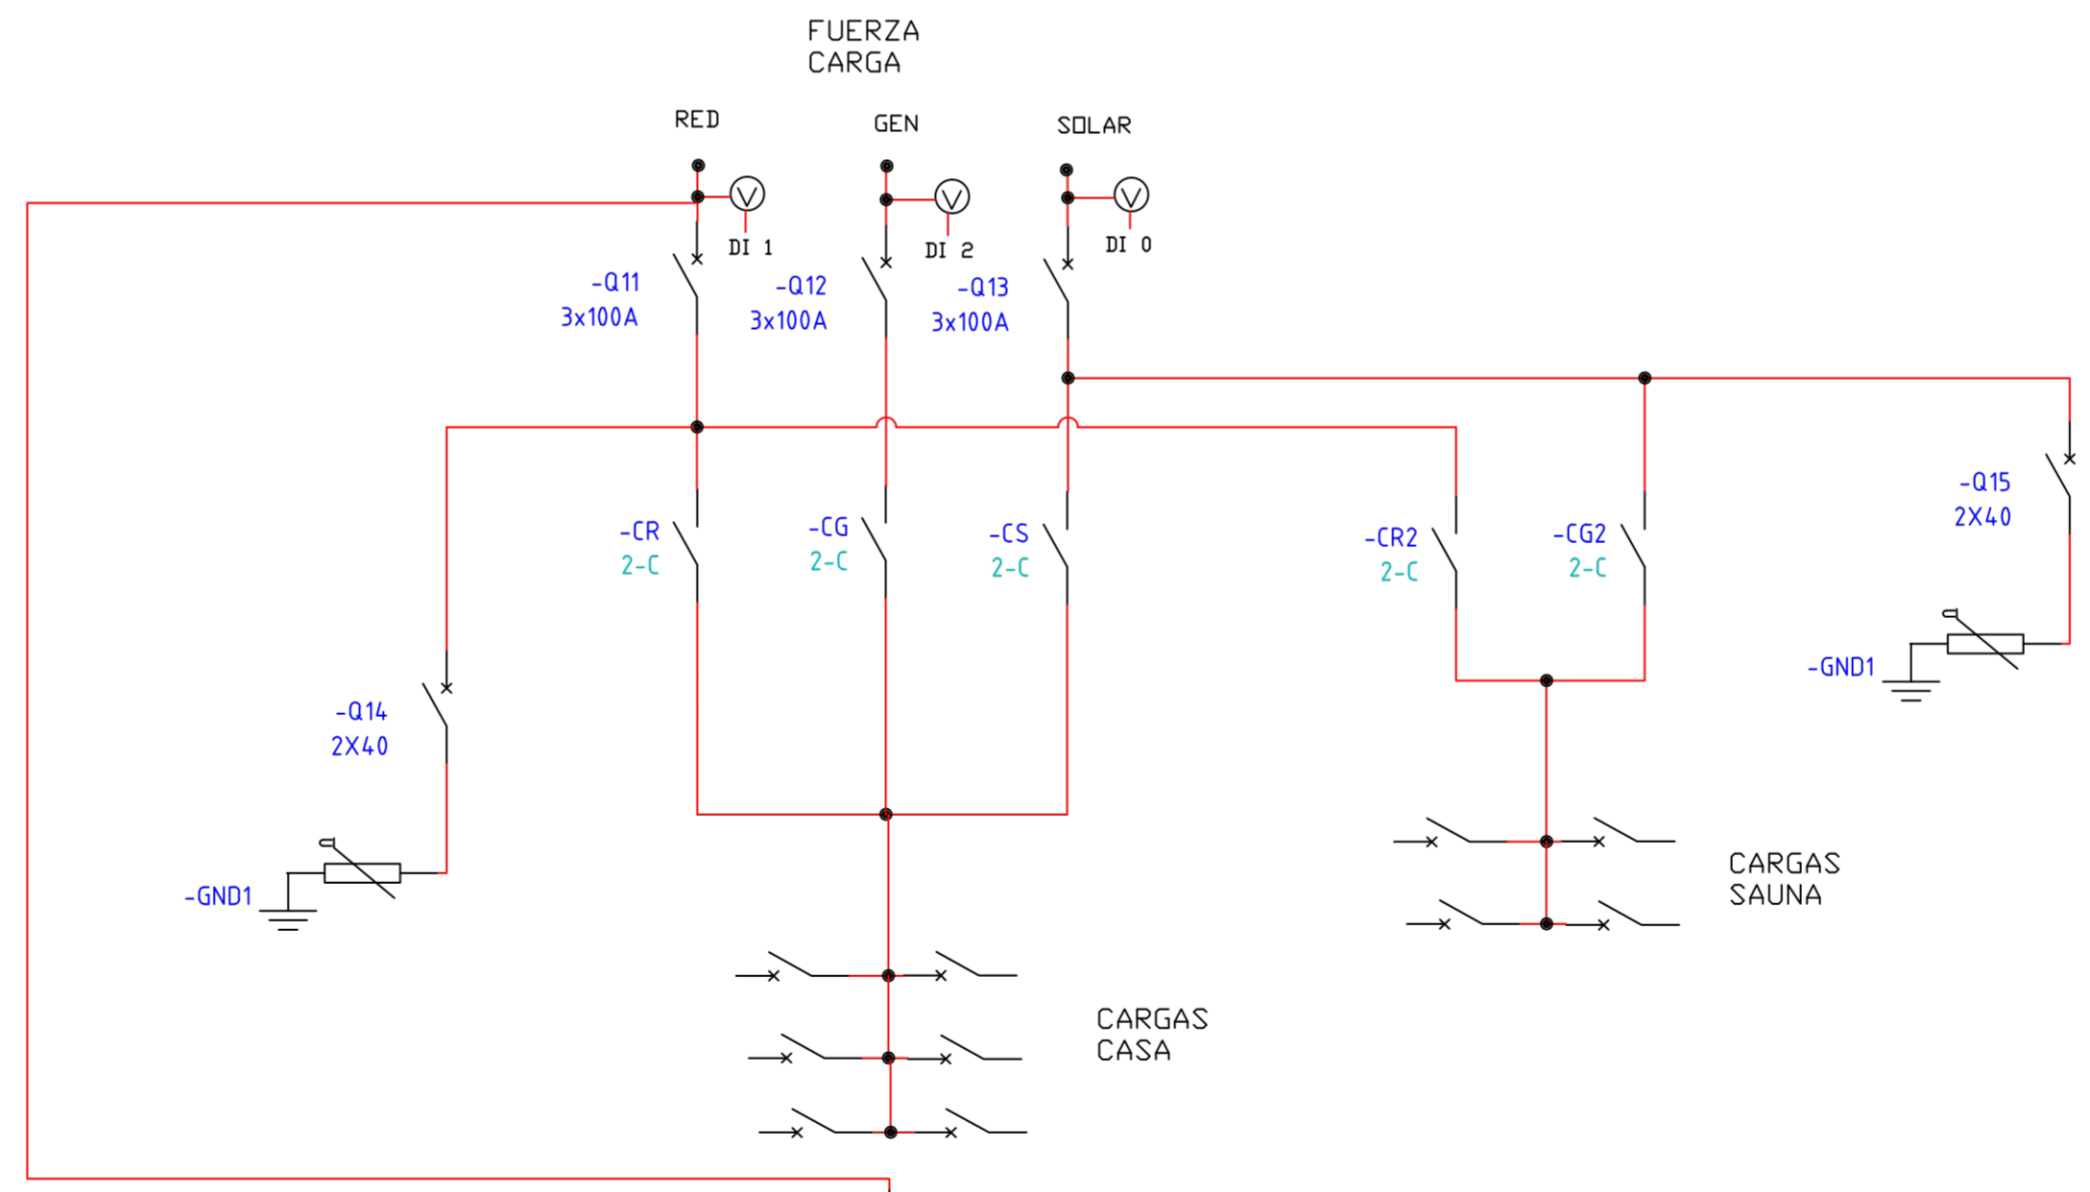 FUERZA
CARGA
RED
GEN
SOLAR
V
V
V
DI 1
DI 2
DI 0
-Q11
3x100A
-Q12
3x100A
-Q13
3x100A
-Q15
2X40
-CR
2-C
-CG
2-C
-CS
2-C
-CR2
2-C
-CG2
2-C
-GND1
-Q14
2X40
-GND1
CARGAS
SAUNA
CARGAS
CASA